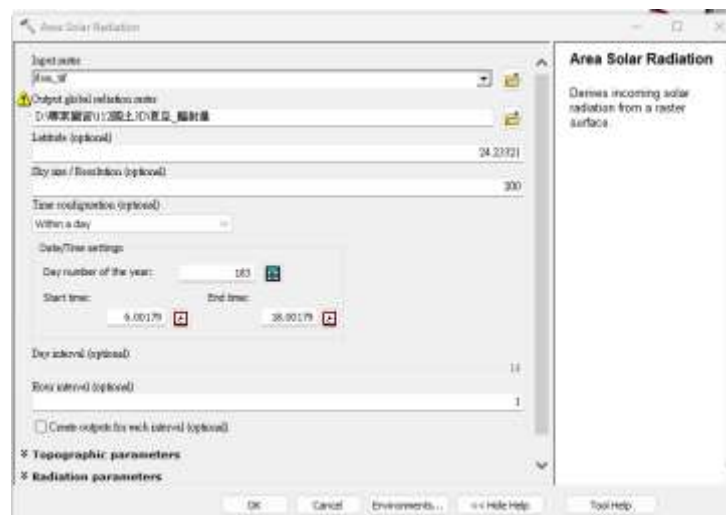 Area Solar Radiation
Input raster
Output global radiation raster
Latitude (optional)
24.23321
Sky size / Resolution (optional)
200
Time configuration (optional)
Within a day
Date/Time settings
Day number of the year:
183
Start time:
End time:
6.00179
18.00179
Day interval (optional)
14
Hour interval (optional)
1
Create outputs for each interval (optional)
Topographic parameters
Radiation parameters
OK
Cancel
Environments...
<< Hide Help
Tool Help
Area Solar Radiation
Derives incoming solar
radiation from a raster
surface.